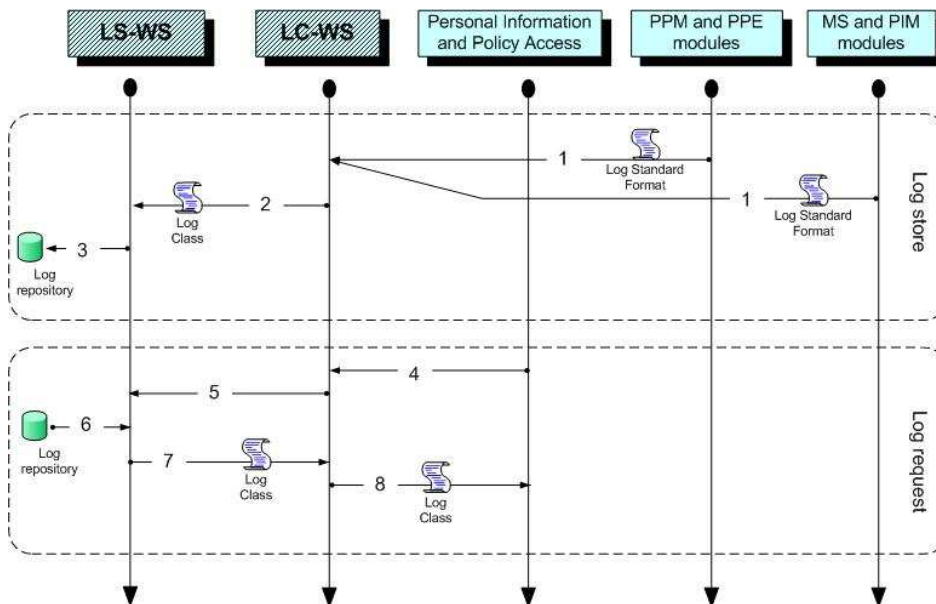 LS-WS
LC-WS
Personal Information
and Policy Access
PPM and PPE
modules
MS and PIM
modules
Log store
1
Log Standard
Format
1
Log Standard
Format
2
Log
Class
3
Log
repository
Log request
4
5
6
Log
repository
7
Log
Class
8
Log
Class